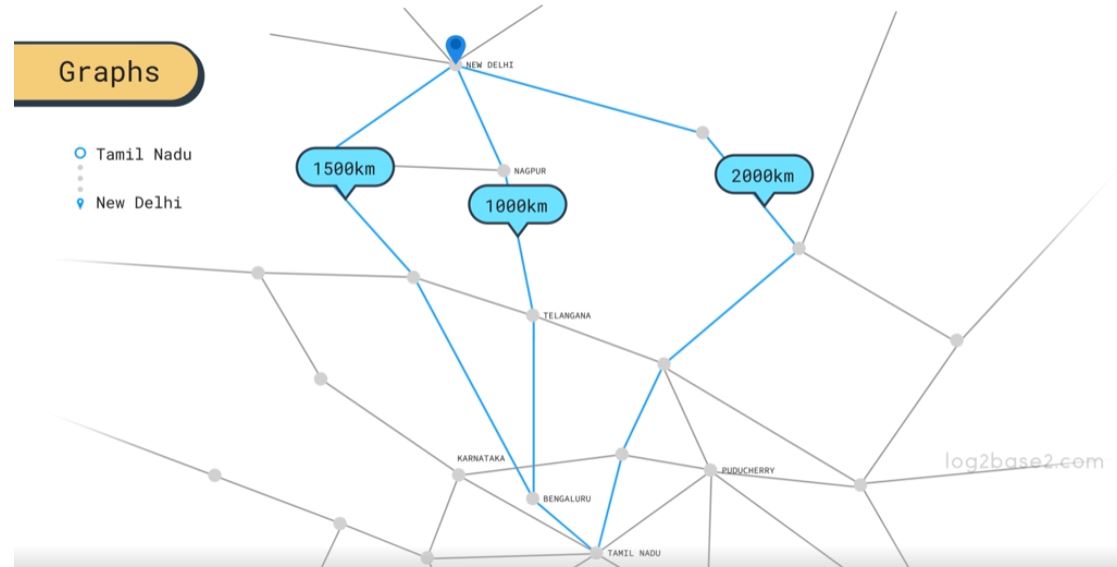 Graphs
Tamil Nadu
New Delhi
NEW DELHI
1500km
NAGPUR
1000km
2000km
TELANGANA
KARNATAKA
log2base2.com
PUDUCHERRY
BENGALURU
TAMIL NADU